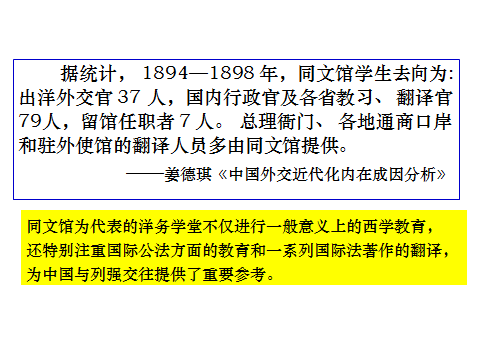 据统计， 1894—1898 年，同文馆学生去向为:
出洋外交官 37 人，国内行政官及各省教习、 翻译官
79人，留馆任职者 7 人。 总理衙门、 各地通商口岸
和驻外使馆的翻译人员多由同文馆提供。
——姜德琪《中国外交近代化内在成因分析》
同文馆为代表的洋务学堂不仅进行一般意义上的西学教育，
还特别注重国际公法方面的教育和一系列国际法著作的翻译，
为中国与列强交往提供了重要参考。